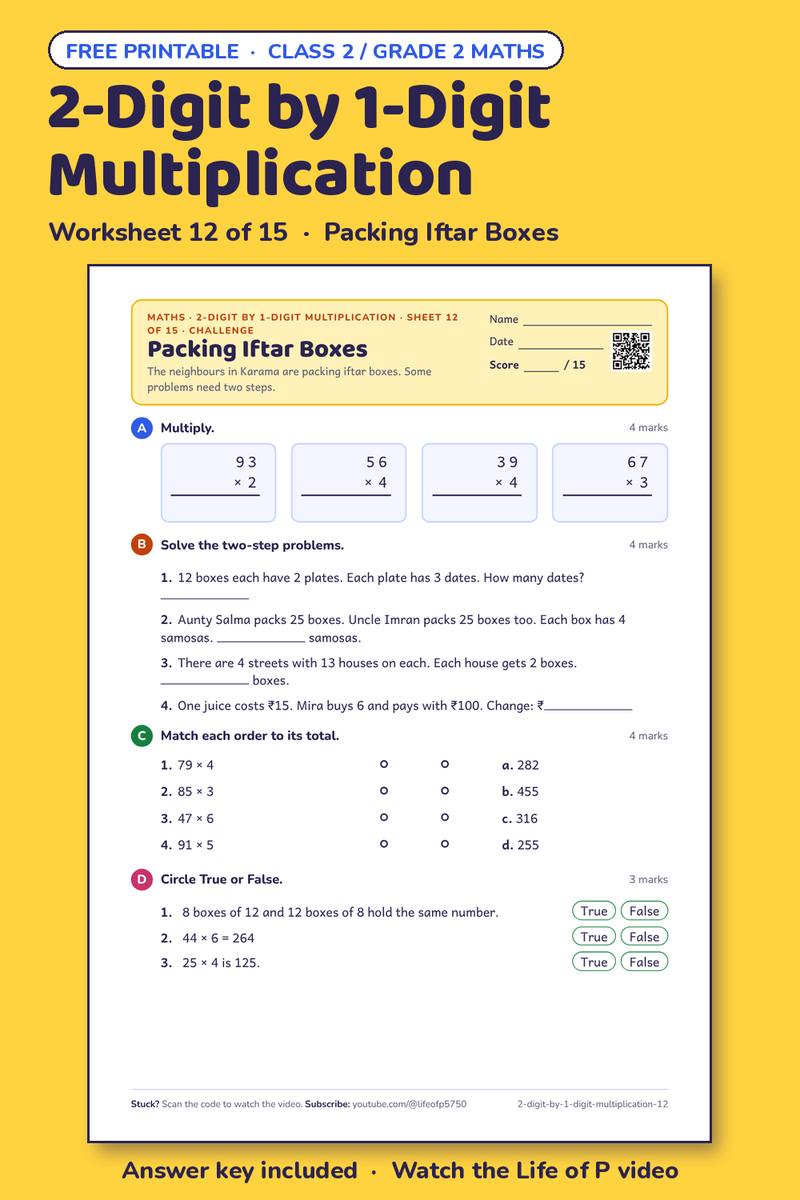 FREE PRINTABLE · CLASS 2 / GRADE 2 MATHS
2-Digit by 1-Digit
Multiplication
Worksheet 12 of 15 · Packing Iftar Boxes
MATHS · 2-DIGIT BY 1-DIGIT MULTIPLICATION · SHEET 12
OF 15 · CHALLENGE
Packing Iftar Boxes
The neighbours in Karama are packing iftar boxes. Some
problems need two steps.
Name ____________
Date ____________
Score _____ / 15
A Multiply. 4 marks
93 56 39 67
× 2 × 4 × 4 × 3
B Solve the two-step problems. 4 marks
1. 12 boxes each have 2 plates. Each plate has 3 dates. How many dates?
____________
2. Aunty Salma packs 25 boxes. Uncle Imran packs 25 boxes too. Each box has 4
samosas. ____________ samosas.
3. There are 4 streets with 13 houses on each. Each house gets 2 boxes.
____________ boxes.
4. One juice costs ₹15. Mira buys 6 and pays with ₹100. Change: ₹____________
C Match each order to its total. 4 marks
1. 79 × 4 a. 282
2. 85 × 3 b. 455
3. 47 × 6 c. 316
4. 91 × 5 d. 255
D Circle True or False. 3 marks
1. 8 boxes of 12 and 12 boxes of 8 hold the same number. True False
2. 44 × 6 = 264 True False
3. 25 × 4 is 125. True False
Stuck? Scan the code to watch the video. Subscribe: youtube.com/@lifeofp5750 2-digit-by-1-digit-multiplication-12
Answer key included · Watch the Life of P video